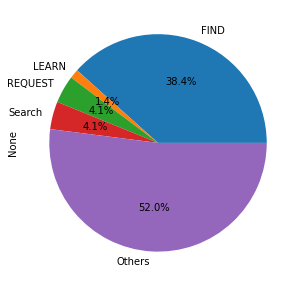 FIND
38.4%
LEARN
1.4%
REQUEST
4.1%
Search
4.1%
None
52.0%
Others